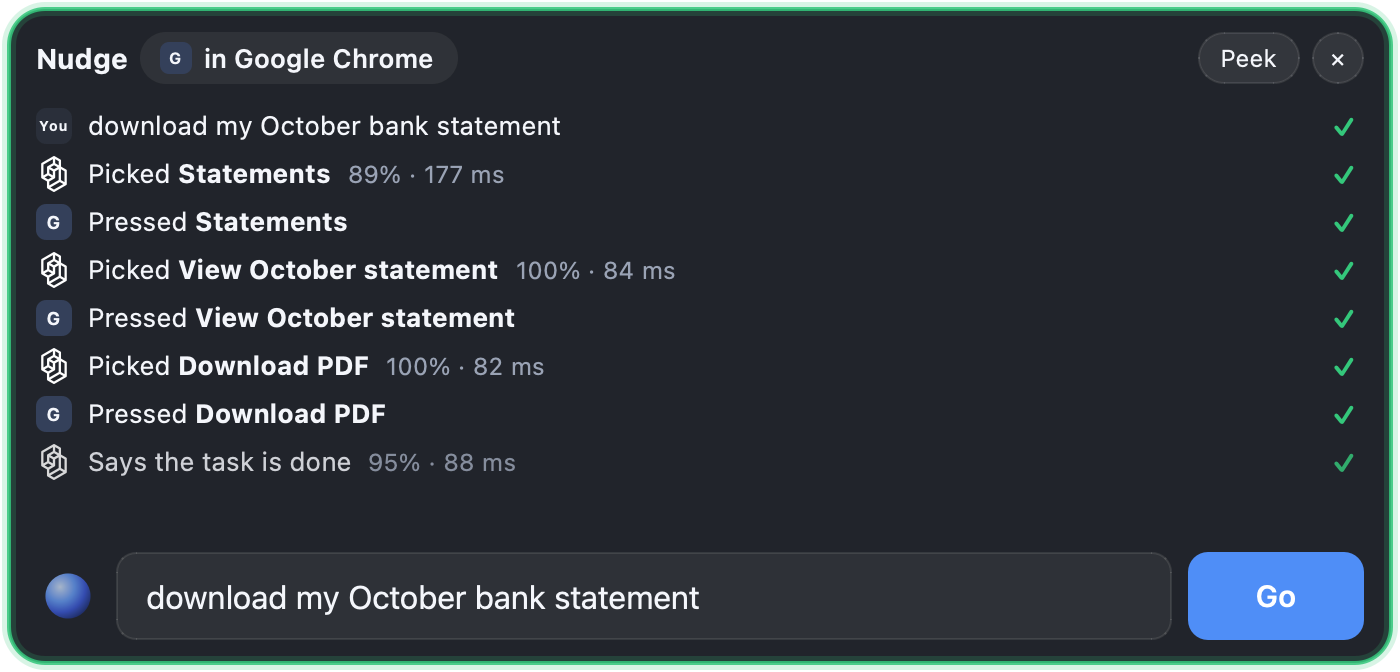 Nudge G in Google Chrome Peek ×
You download my October bank statement ✓
Picked Statements 89% · 177 ms ✓
G Pressed Statements ✓
Picked View October statement 100% · 84 ms ✓
G Pressed View October statement ✓
Picked Download PDF 100% · 82 ms ✓
G Pressed Download PDF ✓
Says the task is done 95% · 88 ms ✓
download my October bank statement Go